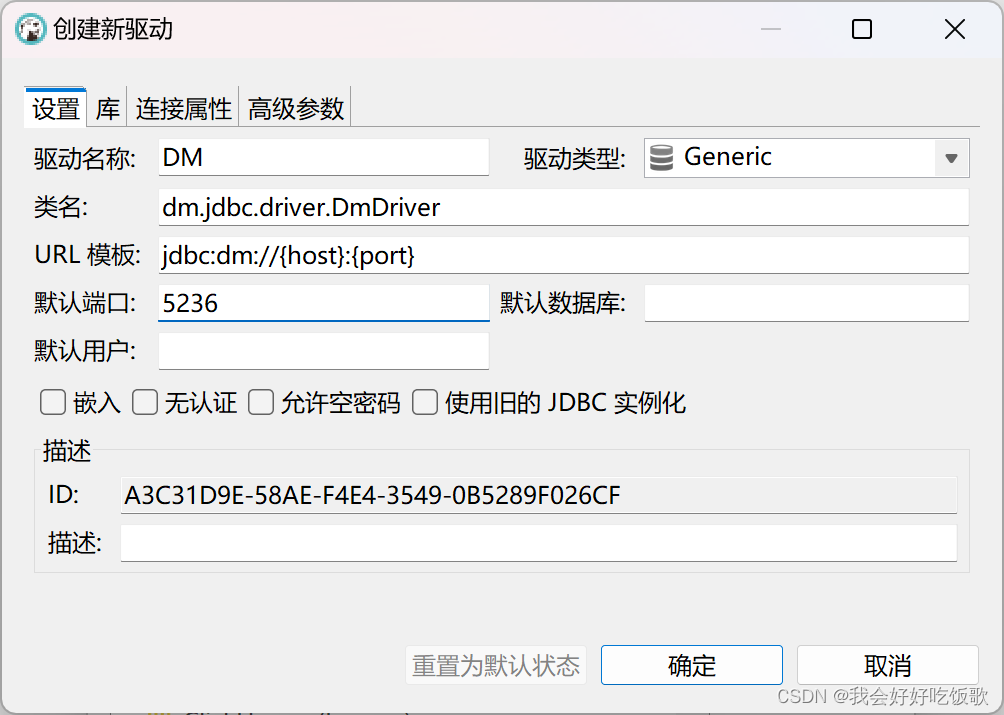 创建新驱动
设置 库 连接属性 高级参数
驱动名称: DM 驱动类型: Generic
类名: dm.jdbc.driver.DmDriver
URL 模板: jdbc:dm://{host}:{port}
默认端口: 5236 默认数据库:
默认用户:
嵌入 无认证 允许空密码 使用旧的 JDBC 实例化
描述
ID: A3C31D9E-58AE-F4E4-3549-0B5289F026CF
描述:
重置为默认状态 确定 取消
CSDN @我会好好吃饭歌